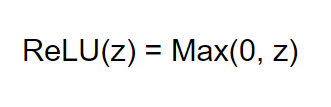 ReLU(z) = Max(0, z)